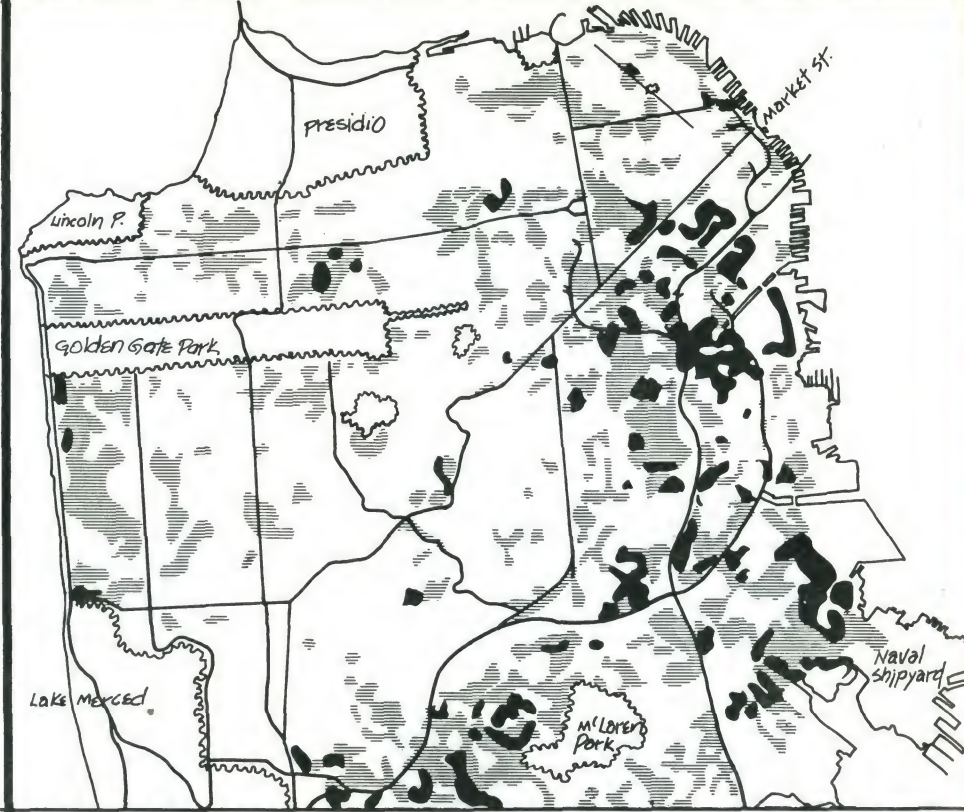 Market St.
presidio
Lincoln P.
Golden Gate Park
Lake Merced
McLaren
Park
Naval
shipyard